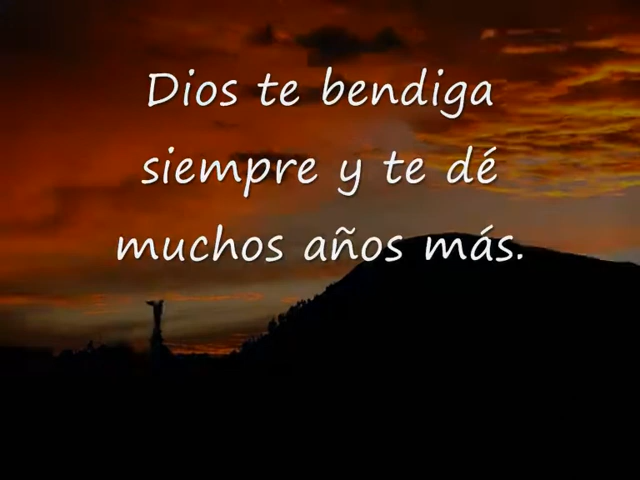 Dios te bendiga
siempre y te dé
muchos años más.